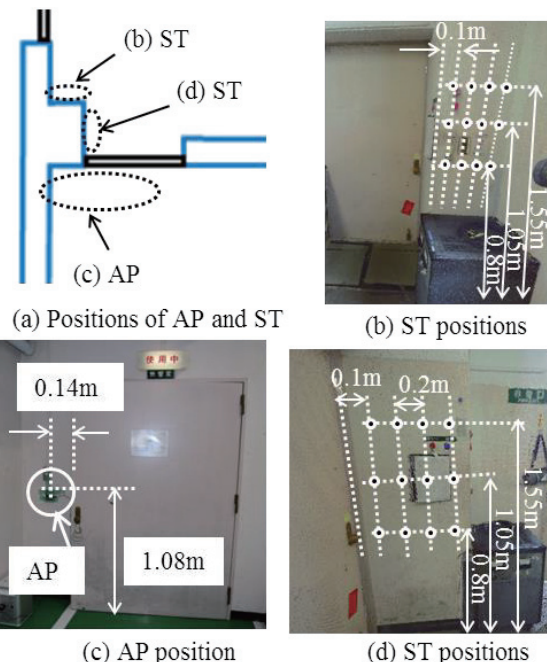 (b) ST
(d) ST
(c) AP
(a) Positions of AP and ST
0.1m
1.55m
1.05m
0.8m
(b) ST positions
使用中
0.14m
AP
1.08m
(c) AP position
0.1m
0.2m
1.55m
1.05m
0.8m
(d) ST positions